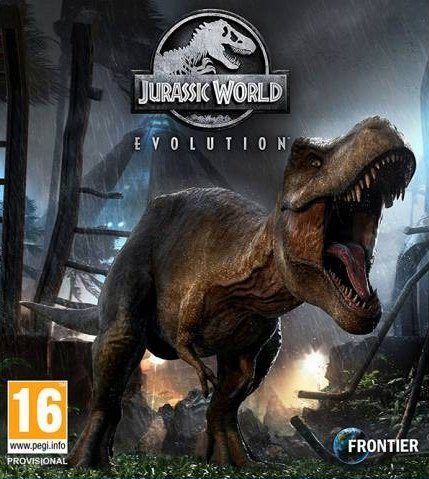 JURASSIC WORLD
EVOLUTION
16
www.pegi.info
PROVISIONAL
FRONTIER